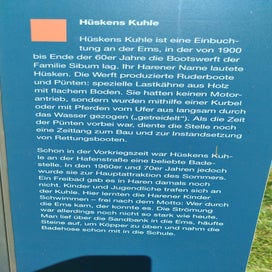 Hüskens Kuhle
Hüskens Kuhle ist eine Einbuch-
tung an der Ems, in der von 1900
bis Ende der 60er Jahre die Bootswerft der
Familie Sibum lag. Ihr Harener Name lautete
Hüsken. Die Werft produzierte Ruderboote
und Pünten: spezielle Lastkähne aus Holz
mit flachem Boden. Sie hatten keinen Motor-
antrieb, sondern wurden mithilfe einer Kurbel
oder mit Pferden vom Ufer aus langsam durch
das Wasser gezogen („getreidelt"). Als die Zeit
der Pünten vorbei war, diente die Stelle noch
eine Zeitlang zum Bau und zur Instandsetzung
von Rettungsbooten.
Schon in der Vorkriegszeit war Hüskens Kuh-
le an der Hafenstraße eine beliebte Bade-
stelle. In den 1960er und 70er Jahren jedoch
wurde sie zur Hauptattraktion des Sommers.
Ein Freibad gab es in Haren damals noch
nicht. Kinder und Jugendliche trafen sich an
der Kuhle. Hier lernten die Harener Kinder
Schwimmen – frei nach dem Motto: Wer durch
die Ems kam, der konnte es. Die Strömung
war allerdings noch nicht so stark wie heute.
Man lief über die Sandbank in die Ems, häufte
Steine auf, um Köpper zu üben und nahm die
Badehose schon mit in die Schule.